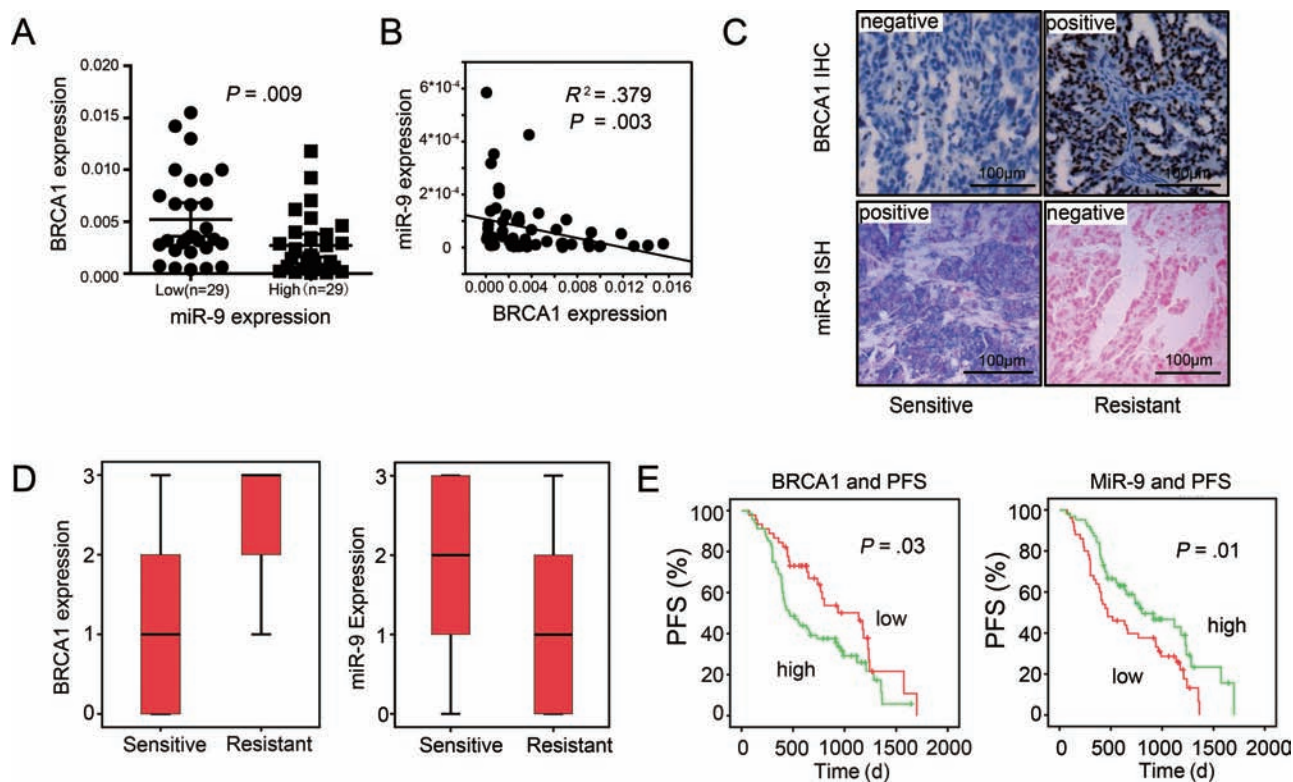 A
0.020
0.015
0.010
0.005
0.000
BRCA1 expression
P = .009
Low(n=29)
High(n=29)
miR-9 expression
B
6*10-4
4*10-4
2*10-4
0
miR-9 expression
R2 = .379
P = .003
0.000
0.004
0.008
0.012
0.016
BRCA1 expression
C
BRCA1 IHC
negative
100μm
positive
100μm
miR-9 ISH
positive
100μm
negative
100μm
Sensitive
Resistant
D
3
2
1
0
BRCA1 expression
Sensitive
Resistant
3
2
1
0
miR-9 Expression
Sensitive
Resistant
E
BRCA1 and PFS
100
80
60
40
20
0
PFS (%)
P = .03
low
high
0
500
1000
1500
2000
Time (d)
MiR-9 and PFS
100
80
60
40
20
0
PFS (%)
P = .01
high
low
0
500
1000
1500
2000
Time (d)